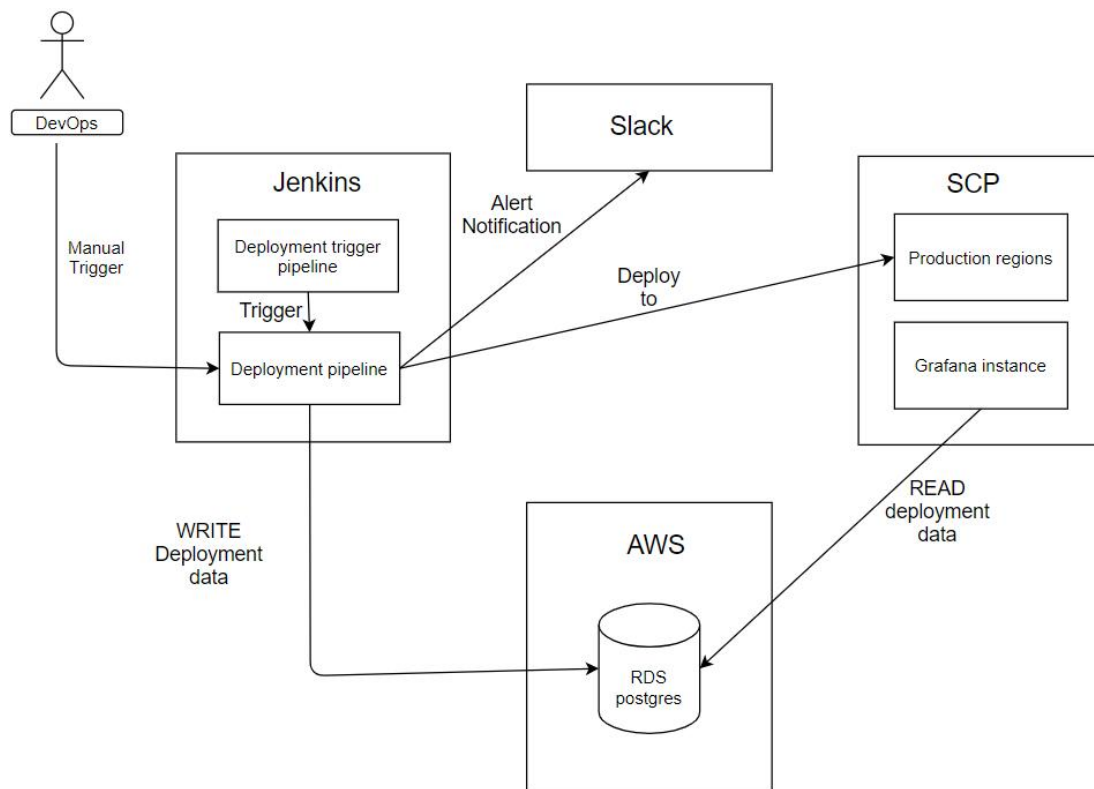 DevOps
Slack
Jenkins
SCP
Alert
Notification
Deployment trigger
pipeline
Production regions
Manual
Trigger
Deploy
to
Trigger
Deployment pipeline
Grafana instance
READ
deployment
data
WRITE
Deployment
data
AWS
RDS
postgres